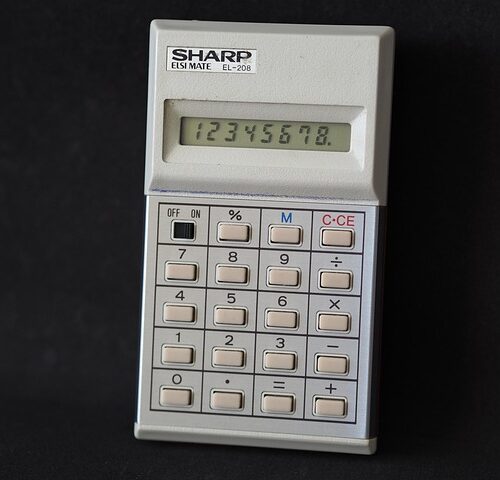 SHARP
ELSI MATE EL-208
12345678.
OFF ON % M C·CE
7 8 9 ÷
4 5 6 ×
1 2 3 −
0 · = +